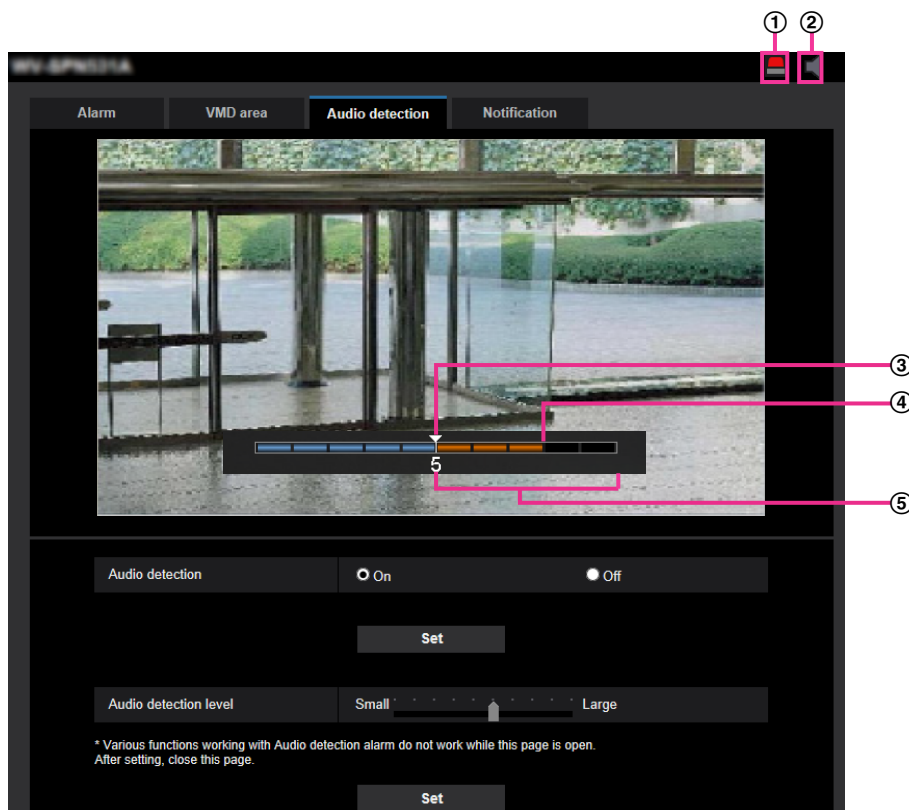 ① ②
Alarm VMD area Audio detection Notification
③
④
5
⑤
Audio detection On Off
Set
Audio detection level Small Large
* Various functions working with Audio detection alarm do not work while this page is open.
After setting, close this page.
Set